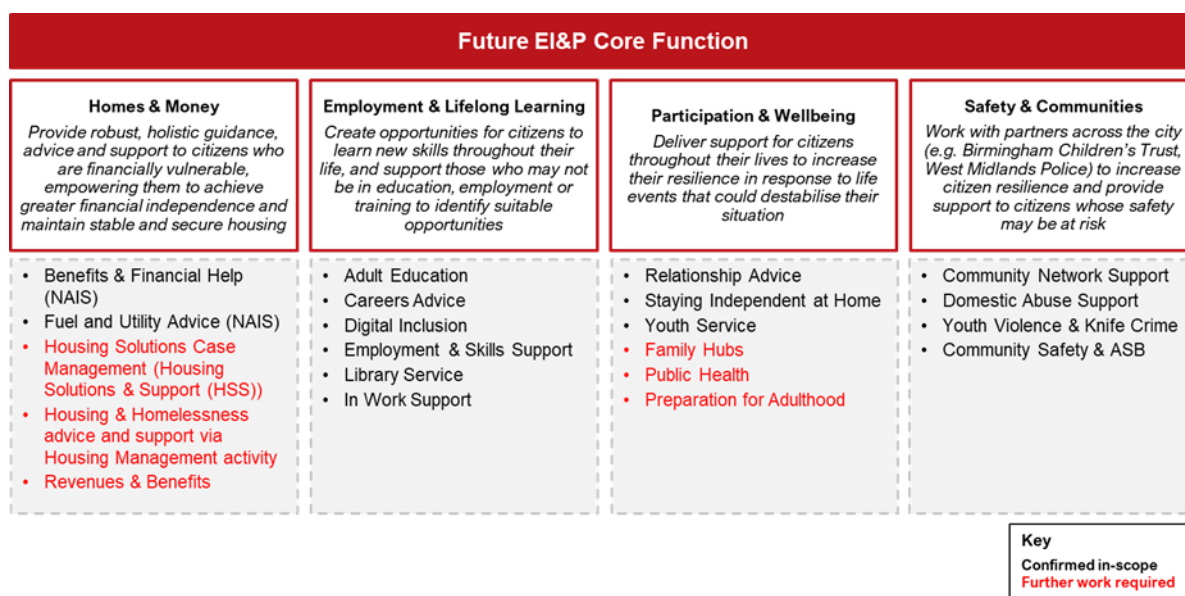 Future EI&P Core Function
Homes & Money
Provide robust, holistic guidance,
advice and support to citizens who
are financially vulnerable,
empowering them to achieve
greater financial independence and
maintain stable and secure housing
• Benefits & Financial Help
(NAIS)
• Fuel and Utility Advice (NAIS)
• Housing Solutions Case
Management (Housing
Solutions & Support (HSS))
• Housing & Homelessness
advice and support via
Housing Management activity
• Revenues & Benefits
Employment & Lifelong Learning
Create opportunities for citizens to
learn new skills throughout their
life, and support those who may not
be in education, employment or
training to identify suitable
opportunities
• Adult Education
• Careers Advice
• Digital Inclusion
• Employment & Skills Support
• Library Service
• In Work Support
Participation & Wellbeing
Deliver support for citizens
throughout their lives to increase
their resilience in response to life
events that could destabilise their
situation
• Relationship Advice
• Staying Independent at Home
• Youth Service
• Family Hubs
• Public Health
• Preparation for Adulthood
Safety & Communities
Work with partners across the city
(e.g. Birmingham Children's Trust,
West Midlands Police) to increase
citizen resilience and provide
support to citizens whose safety
may be at risk
• Community Network Support
• Domestic Abuse Support
• Youth Violence & Knife Crime
• Community Safety & ASB
Key
Confirmed in-scope
Further work required